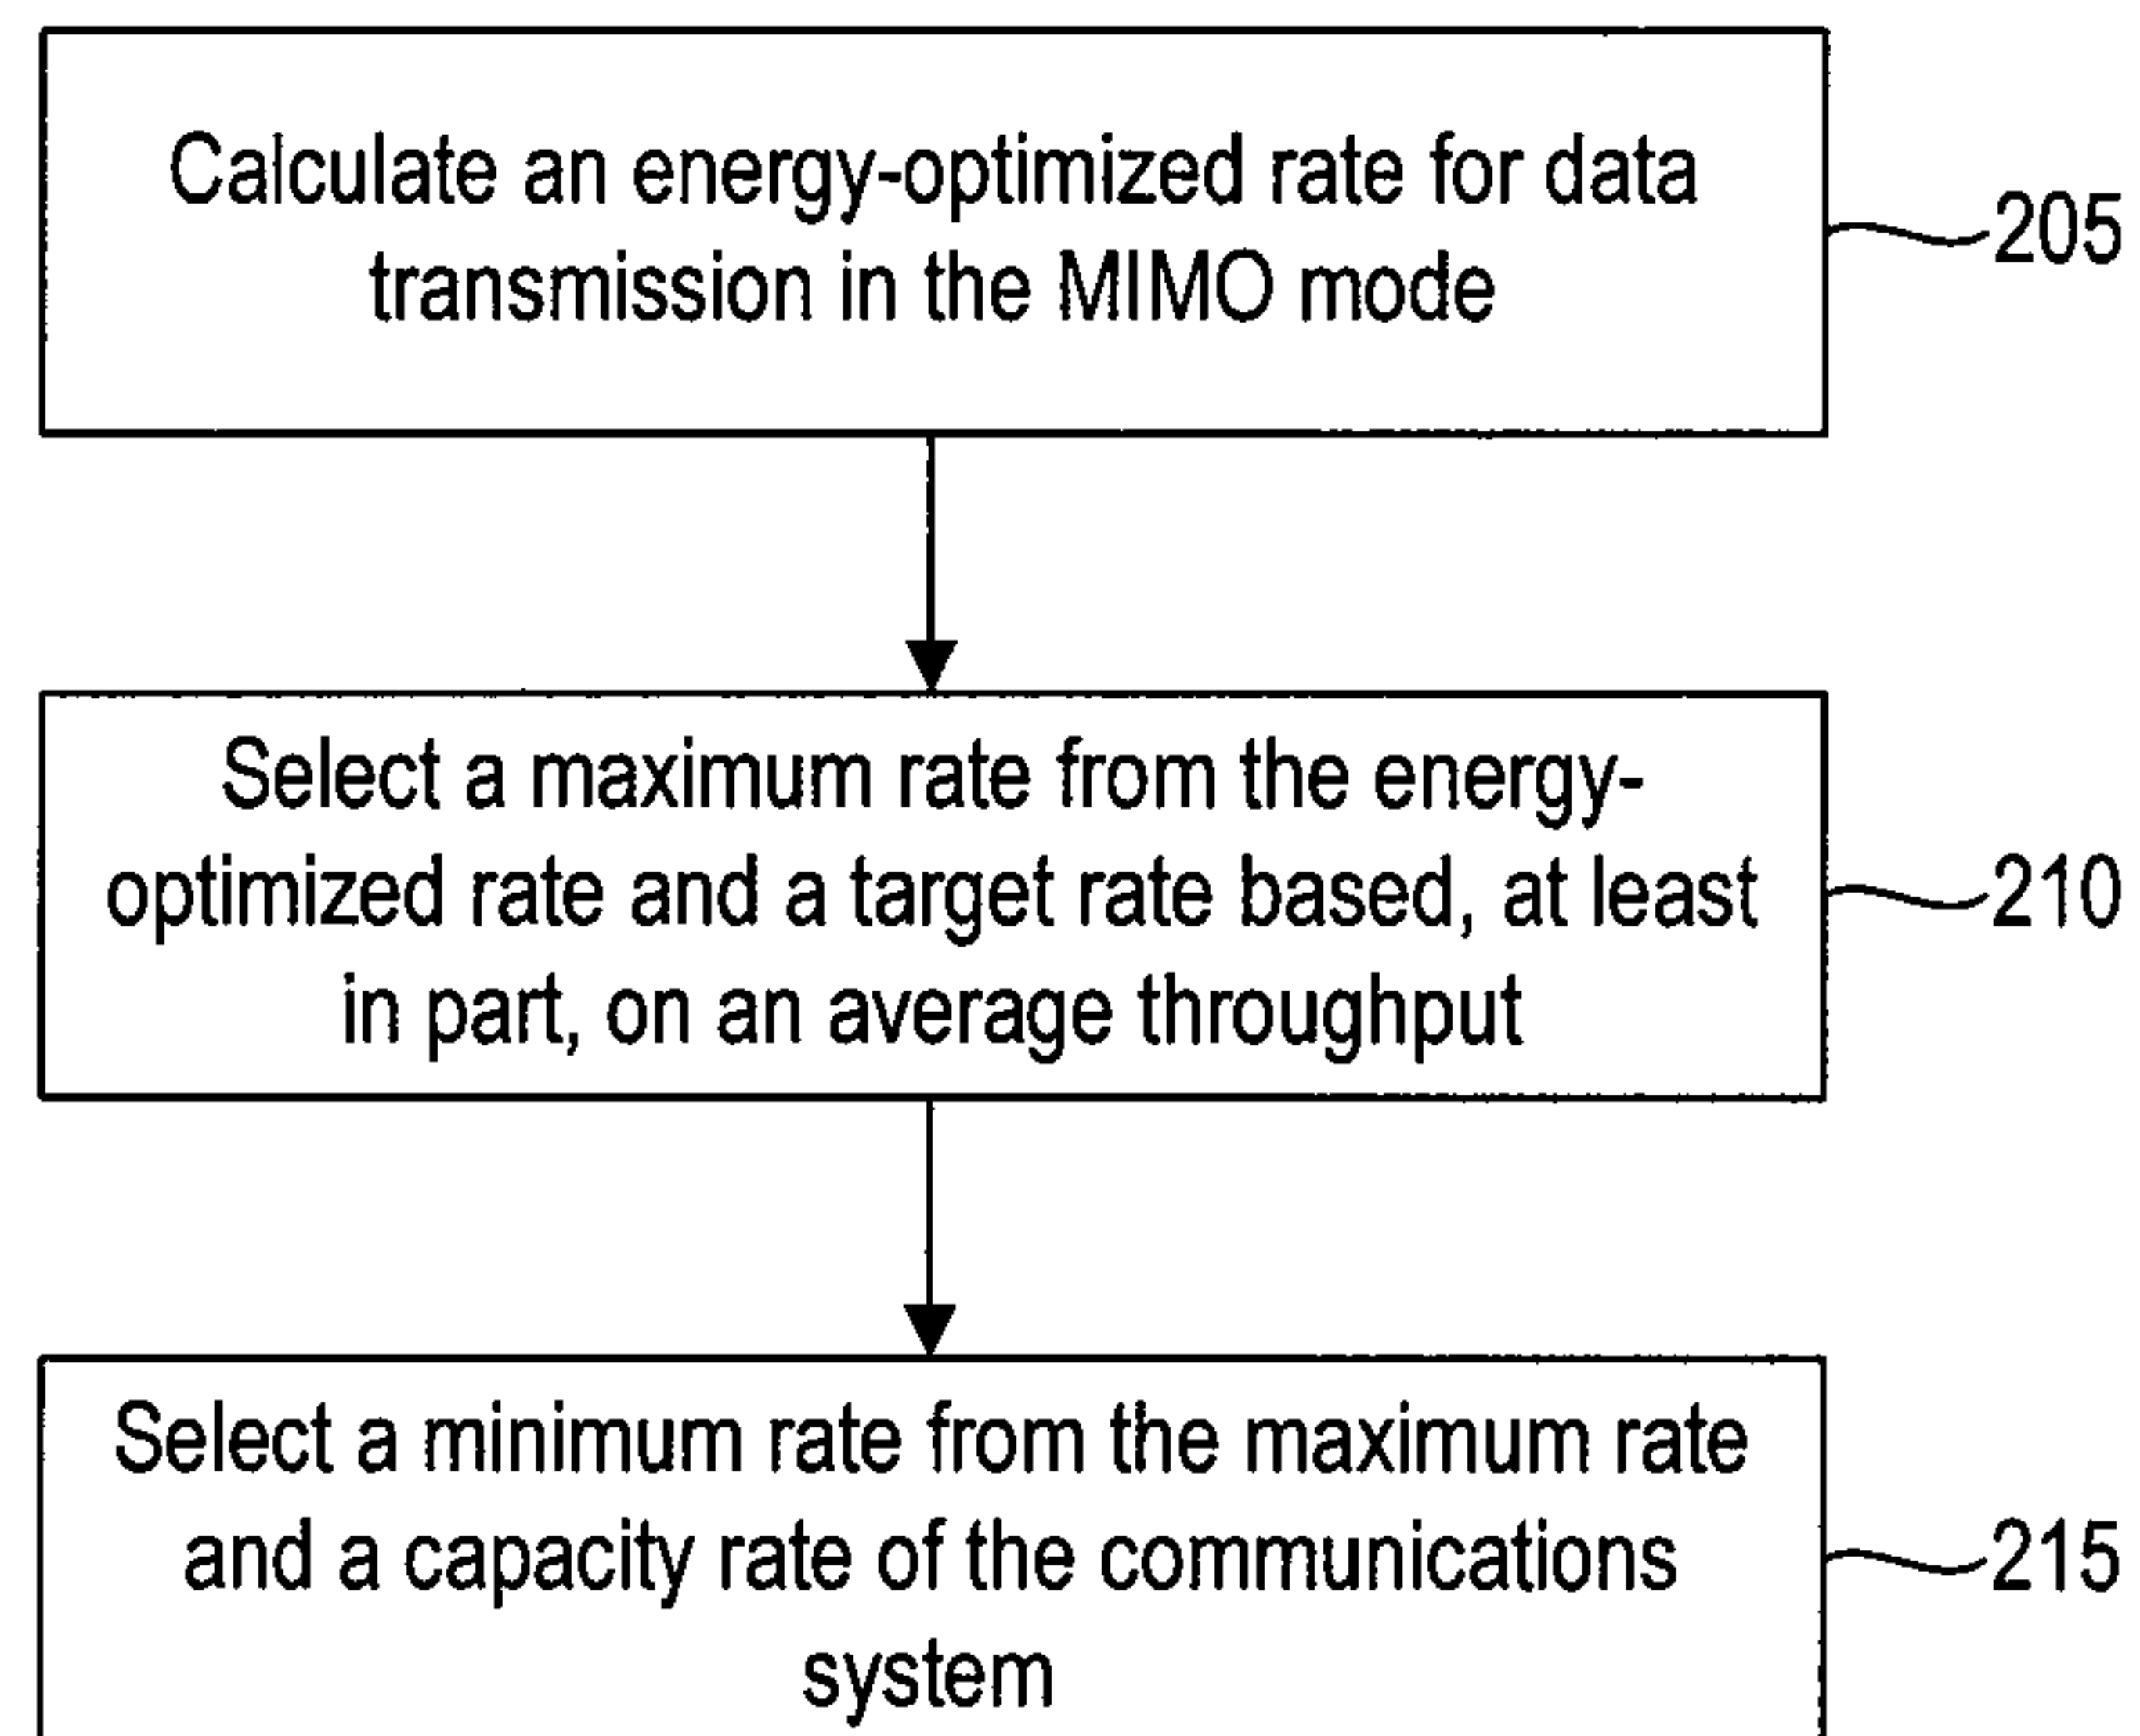 Calculate an energy-optimized rate for data
transmission in the MIMO mode
205
Select a maximum rate from the energy-
optimized rate and a target rate based, at least
in part, on an average throughput
210
Select a minimum rate from the maximum rate
and a capacity rate of the communications
system
215